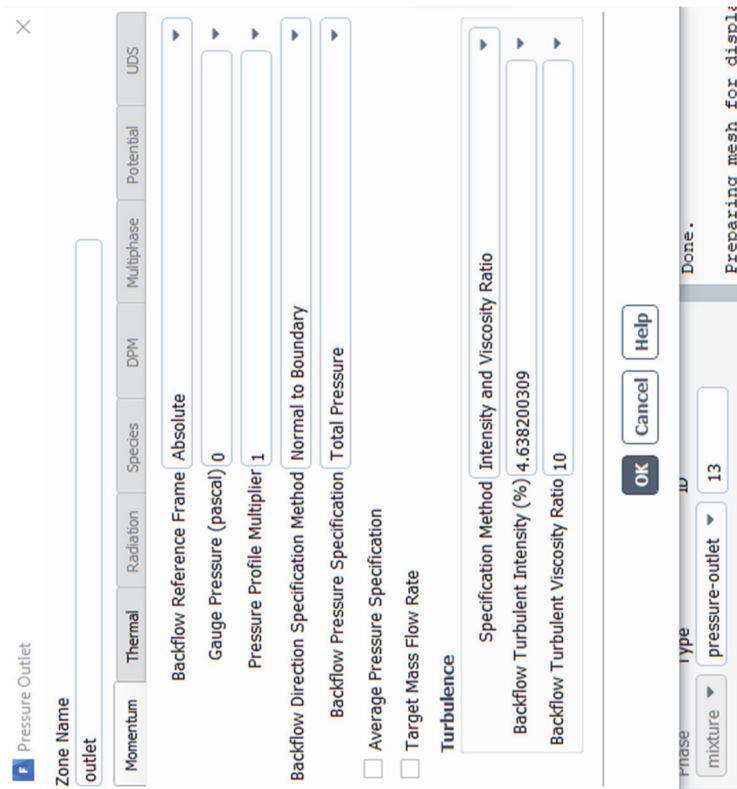 Pressure Outlet
Zone Name
outlet
Momentum Thermal Radiation Species DPM Multiphase Potential UDS
Backflow Reference Frame Absolute
Gauge Pressure (pascal) 0
Pressure Profile Multiplier 1
Backflow Direction Specification Method Normal to Boundary
Backflow Pressure Specification Total Pressure
Average Pressure Specification
Target Mass Flow Rate
Turbulence
Specification Method Intensity and Viscosity Ratio
Backflow Turbulent Intensity (%) 4.638200309
Backflow Turbulent Viscosity Ratio 10
OK Cancel Help
Phase Type ID
mixture pressure-outlet 13
Done.
Preparing mesh for displa